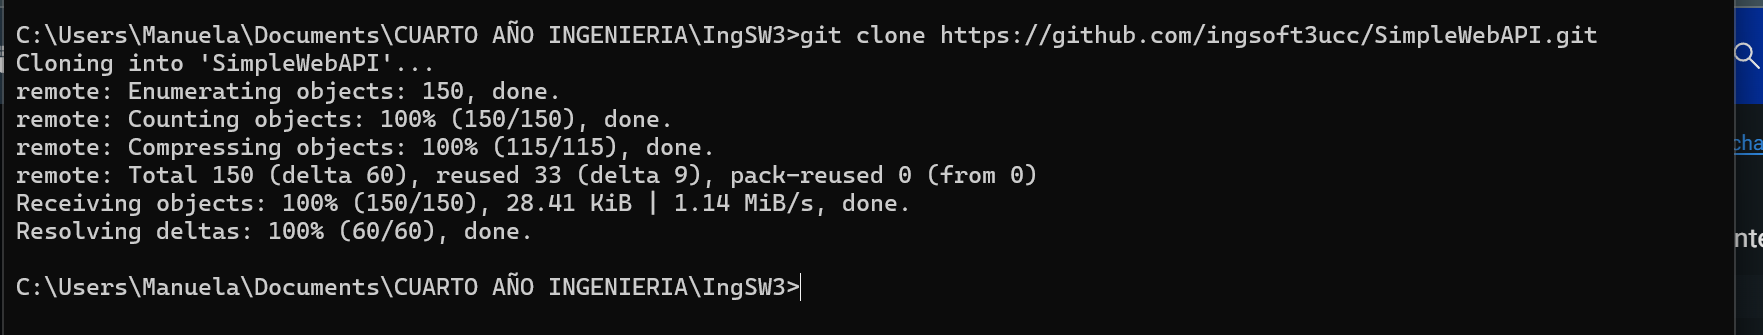 C:\Users\Manuela\Documents\CUARTO AÑO INGENIERIA\IngSW3>git clone https://github.com/ingsoft3ucc/SimpleWebAPI.git
Cloning into 'SimpleWebAPI'...
remote: Enumerating objects: 150, done.
remote: Counting objects: 100% (150/150), done.
remote: Compressing objects: 100% (115/115), done.
remote: Total 150 (delta 60), reused 33 (delta 9), pack-reused 0 (from 0)
Receiving objects: 100% (150/150), 28.41 KiB | 1.14 MiB/s, done.
Resolving deltas: 100% (60/60), done.
C:\Users\Manuela\Documents\CUARTO AÑO INGENIERIA\IngSW3>
cha
nte